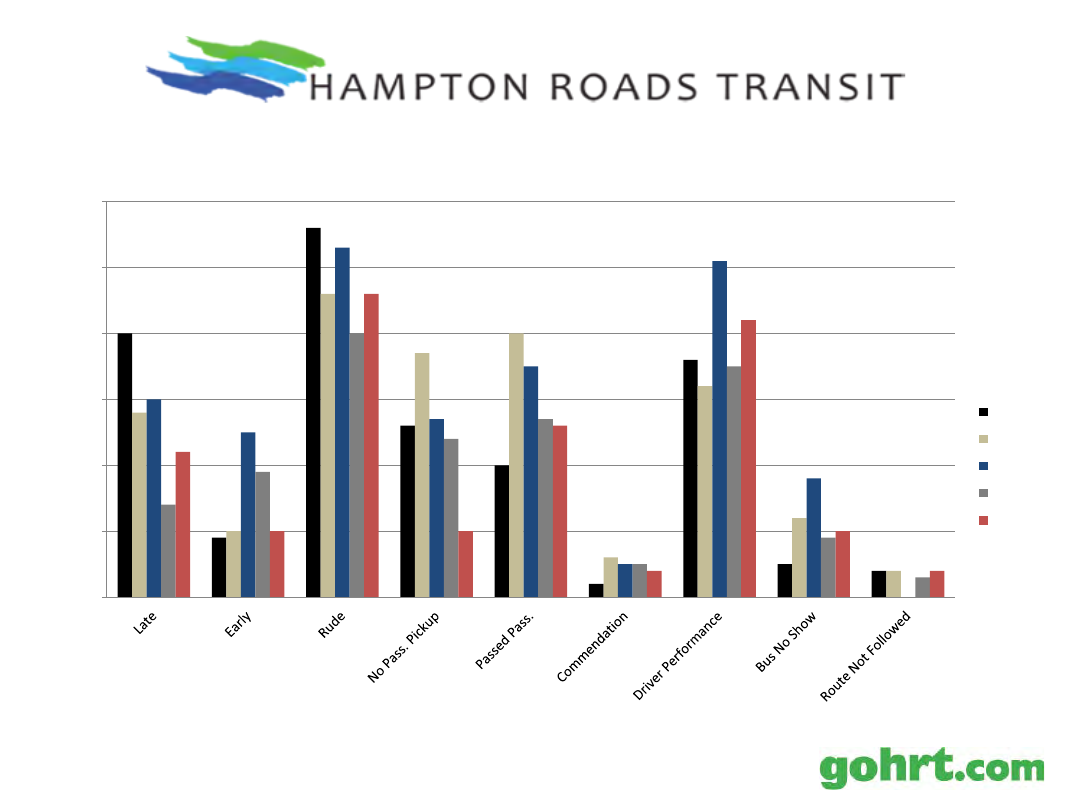 HAMPTON ROADS TRANSIT
Late
Early
Rude
No Pass. Pickup
Passed Pass.
Commendation
Driver Performance
Bus No Show
Route Not Followed
gohrt.com